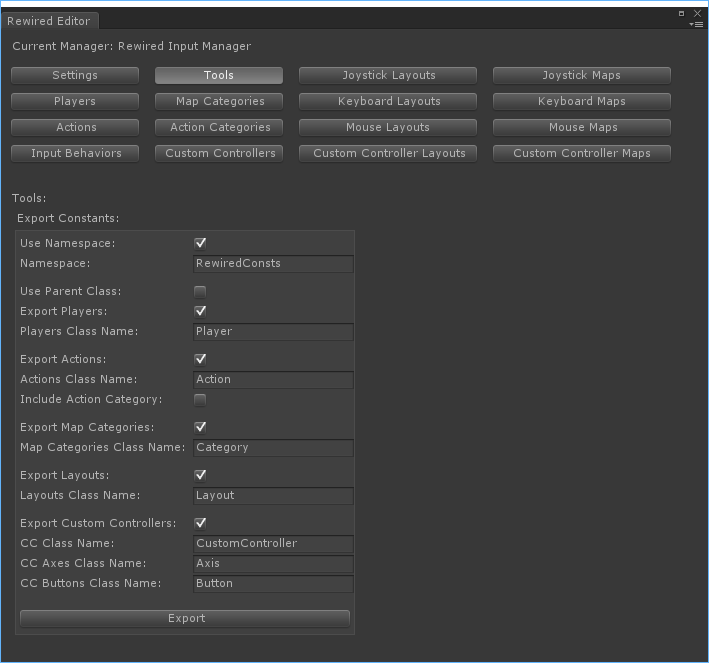 Rewired Editor
Current Manager: Rewired Input Manager
Settings Tools Joystick Layouts Joystick Maps
Players Map Categories Keyboard Layouts Keyboard Maps
Actions Action Categories Mouse Layouts Mouse Maps
Input Behaviors Custom Controllers Custom Controller Layouts Custom Controller Maps
Tools:
Export Constants:
Use Namespace:
Namespace: RewiredConsts
Use Parent Class:
Export Players:
Players Class Name: Player
Export Actions:
Actions Class Name: Action
Include Action Category:
Export Map Categories:
Map Categories Class Name: Category
Export Layouts:
Layouts Class Name: Layout
Export Custom Controllers:
CC Class Name: CustomController
CC Axes Class Name: Axis
CC Buttons Class Name: Button
Export